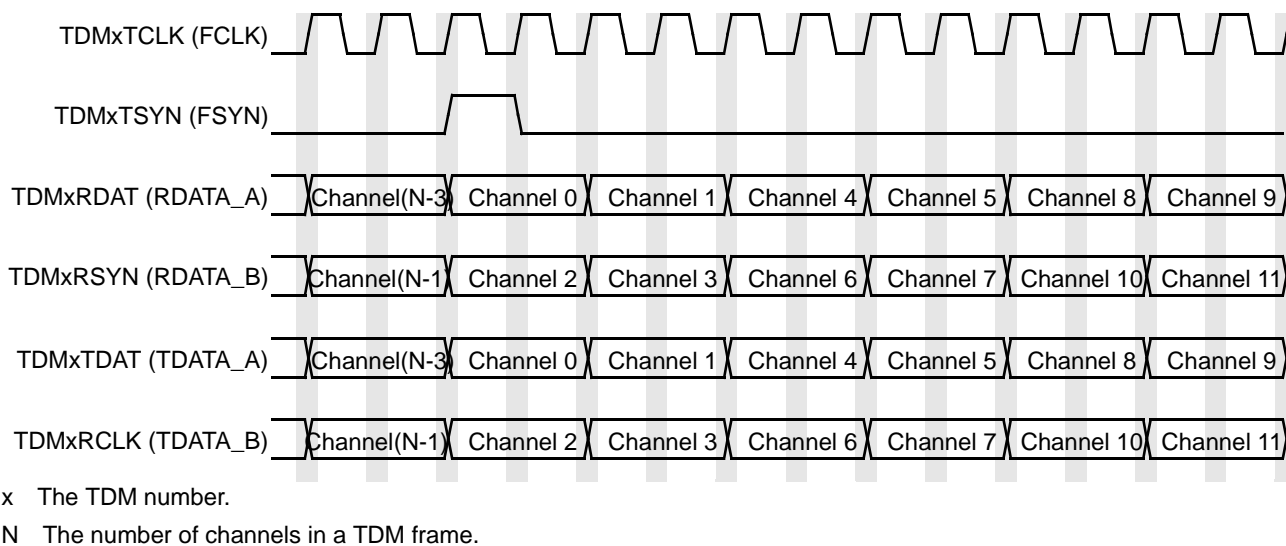 TDMxTCLK (FCLK)
TDMxTSYN (FSYN)
TDMxRDAT (RDATA_A) Channel(N-3) Channel 0 Channel 1 Channel 4 Channel 5 Channel 8 Channel 9
TDMxRSYN (RDATA_B) Channel(N-1) Channel 2 Channel 3 Channel 6 Channel 7 Channel 10 Channel 11
TDMxTDAT (TDATA_A) Channel(N-3) Channel 0 Channel 1 Channel 4 Channel 5 Channel 8 Channel 9
TDMxRCLK (TDATA_B) Channel(N-1) Channel 2 Channel 3 Channel 6 Channel 7 Channel 10 Channel 11
x The TDM number.
N The number of channels in a TDM frame.